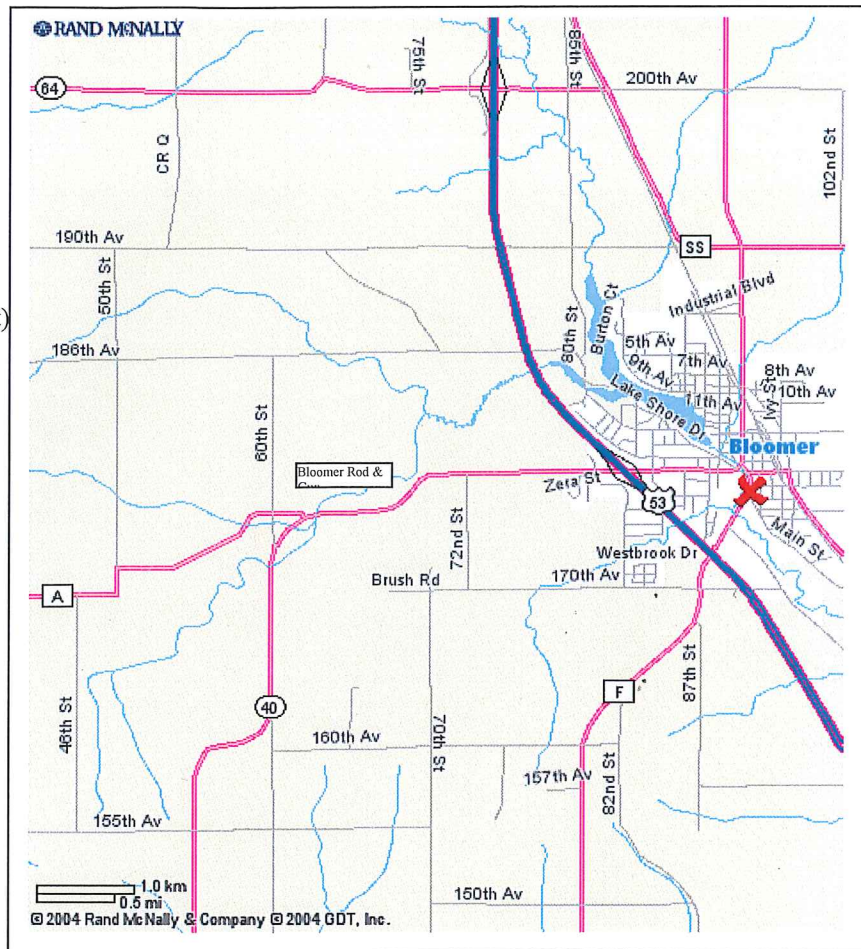 RAND McNALLY
75th St
85th St
64
200th Av
CR Q
102nd St
190th Av
SS
50th St
Industrial Blvd
Burton Ct
80th St
5th Av
7th Av
9th Av
186th Av
8th Av
10th Av
Ivy St
11th Av
Lake Shore Dr
Bloomer
60th St
Bloomer Rod &
Zeta St
53
72nd St
Main St
Westbrook Dr
170th Av
Brush Rd
A
F
87th St
46th St
40
70th St
160th Av
157th Av
82nd St
155th Av
1.0 km
0.5 mi
150th Av
© 2004 Rand McNally & Company © 2004 GDT, Inc.